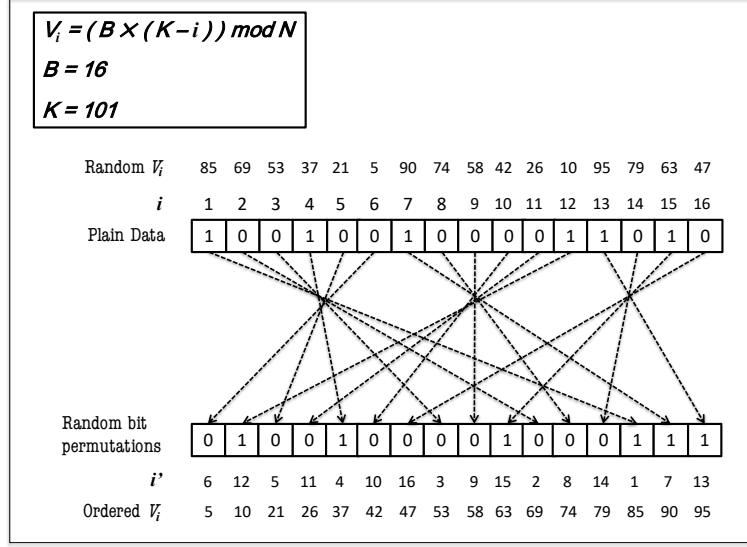 V_i = ( B × ( K – i ) ) mod N
B = 16
K = 101
Random V_i 85 69 53 37 21 5 90 74 58 42 26 10 95 79 63 47
i 1 2 3 4 5 6 7 8 9 10 11 12 13 14 15 16
Plain Data 1 0 0 1 0 0 1 0 0 0 0 1 1 0 1 0
Random bit
permutations 0 1 0 0 1 0 0 0 0 1 0 0 0 1 1 1
i’ 6 12 5 11 4 10 16 3 9 15 2 8 14 1 7 13
Ordered V_i 5 10 21 26 37 42 47 53 58 63 69 74 79 85 90 95